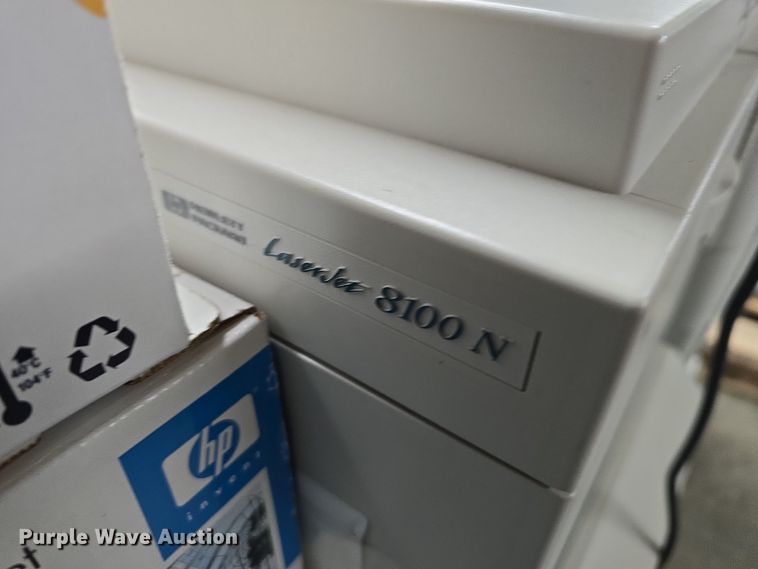 HEWLETT
PACKARD
LaserJet 8100 N
40°C
104°F
hp
invent
Purple Wave Auction